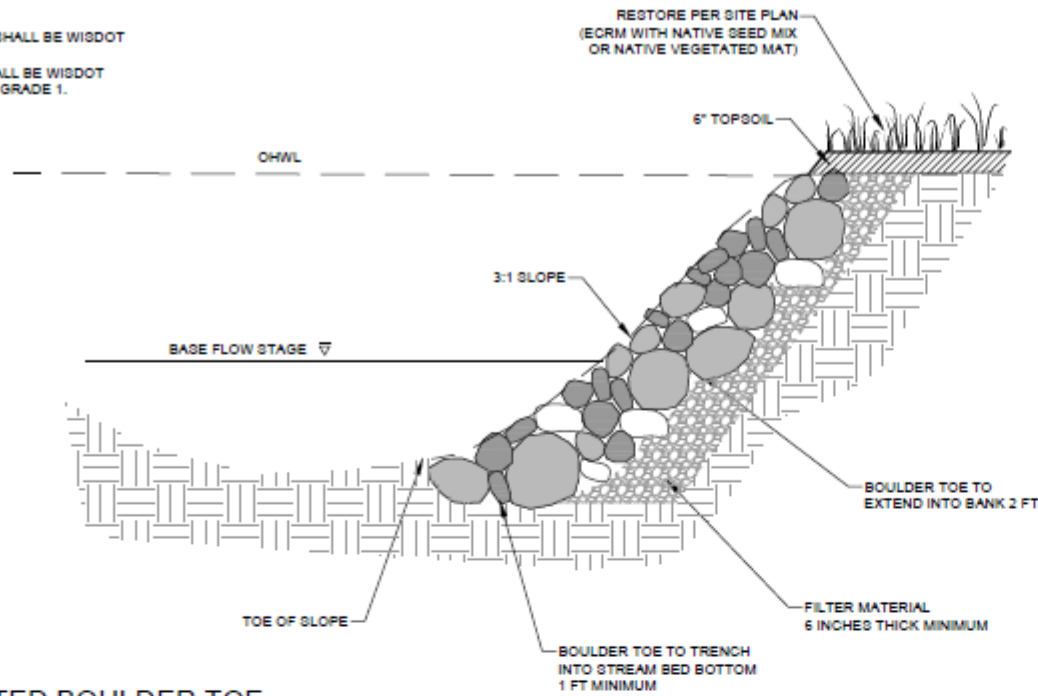 SHALL BE WISDOT
ALL BE WISDOT
GRADE 1.
RESTORE PER SITE PLAN
(ECRM WITH NATIVE SEED MIX
OR NATIVE VEGETATED MAT)
6" TOPSOIL
OHWL
3:1 SLOPE
BASE FLOW STAGE
BOULDER TOE TO
EXTEND INTO BANK 2 FT
FILTER MATERIAL
6 INCHES THICK MINIMUM
TOE OF SLOPE
BOULDER TOE TO TRENCH
INTO STREAM BED BOTTOM
1 FT MINIMUM
BOULDER TOE